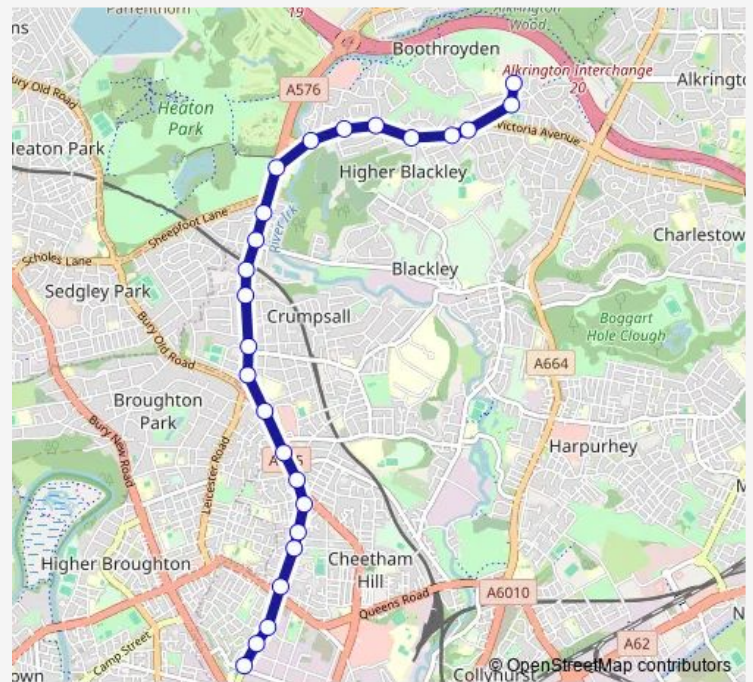 Parrenthorn
19
Alkrington
Wood
Boothroyden
Alkrington Interchange
20
A576
ury Old Road
Heaton
Park
Victoria Avenue
Heaton Park
Higher Blackley
River Irk
Sheepfoot Lane
Charlestow
Scholes Lane
Blackley
Sedgley Park
Crumpsall
Boggart
Hole Clough
Bury Old Road
A664
Broughton
Park
Bury New Road
Leicester Road
Harpurhey
Higher Broughton
Cheetham
Hill
Queens Road
A6010
Camp Street
A62
own
Collyhurst
© OpenStreetMap contributors